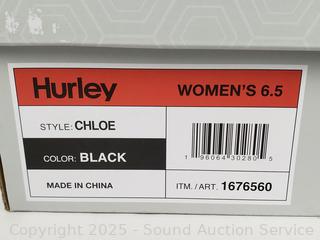 Hurley WOMEN'S 6.5
STYLE: CHLOE
COLOR: BLACK
1 96064 30280 5
MADE IN CHINA ITM./ART. 1676560
Copyright 2025 - Sound Auction Service